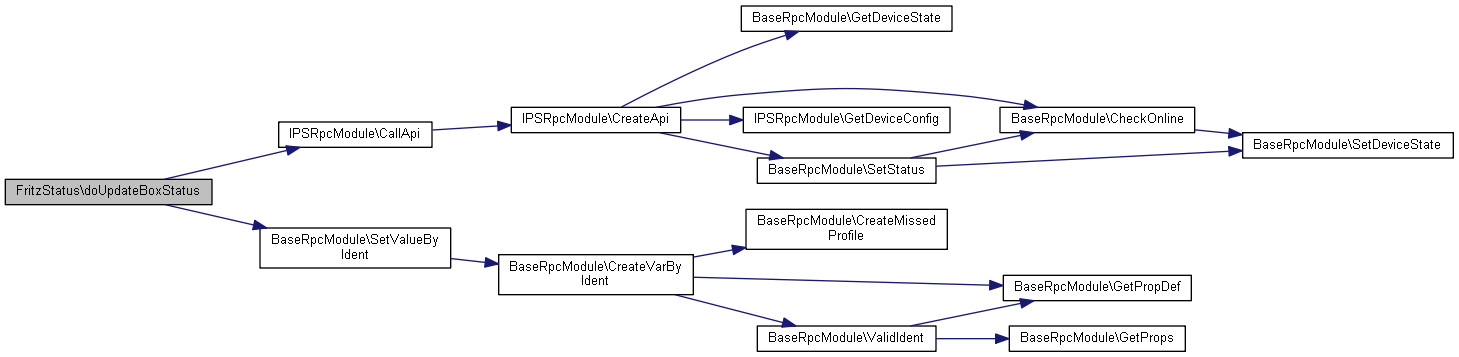 BaseRpcModule\GetDeviceState
IPSRpcModule\CreateApi
IPSRpcModule\GetDeviceConfig
BaseRpcModule\CheckOnline
IPSRpcModule\CallApi
BaseRpcModule\SetDeviceState
BaseRpcModule\SetStatus
FritzStatus\doUpdateBoxStatus
BaseRpcModule\CreateMissed
Profile
BaseRpcModule\SetValueBy
Ident
BaseRpcModule\CreateVarBy
Ident
BaseRpcModule\GetPropDef
BaseRpcModule\ValidIdent
BaseRpcModule\GetProps